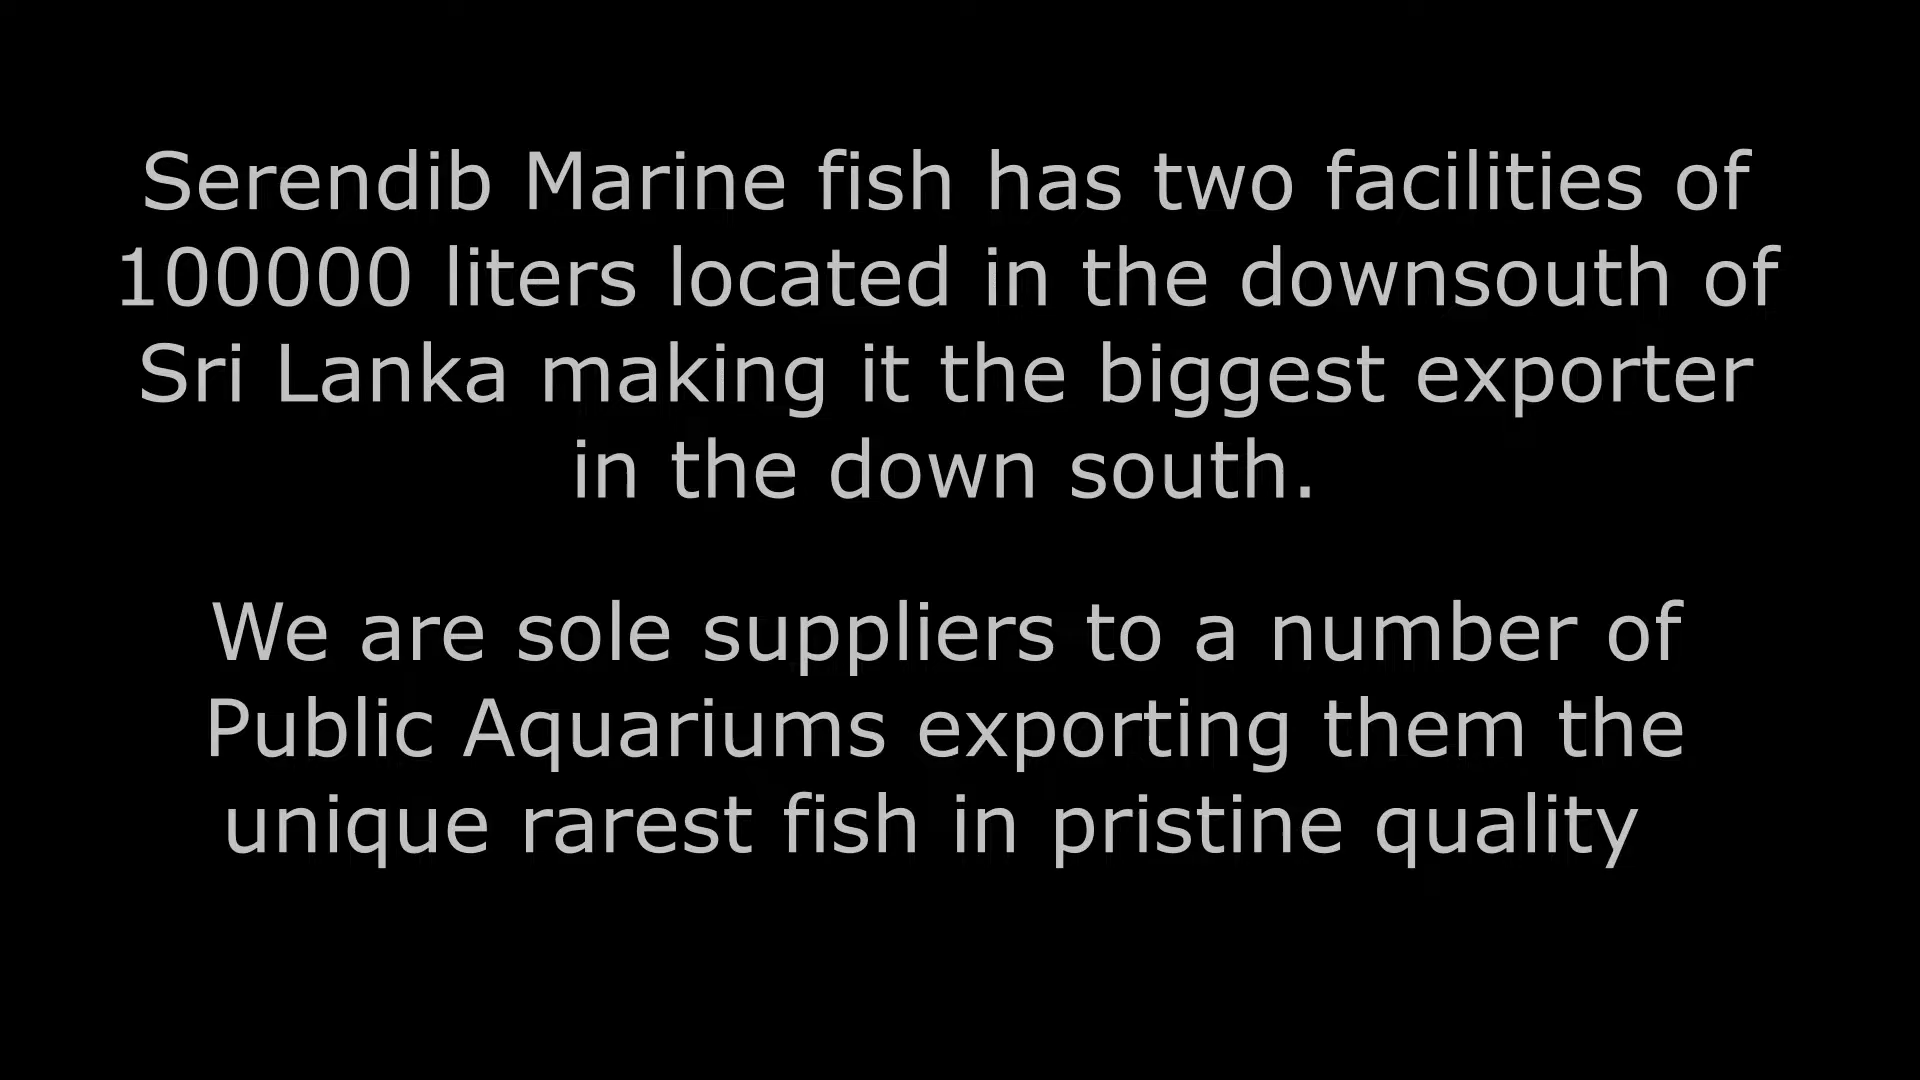 Serendib Marine fish has two facilities of
100000 liters located in the downsouth of
Sri Lanka making it the biggest exporter
in the down south.
We are sole suppliers to a number of
Public Aquariums exporting them the
unique rarest fish in pristine quality